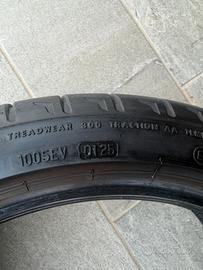 TREADWEAR 300 TRACTION AA
1005EV 0125